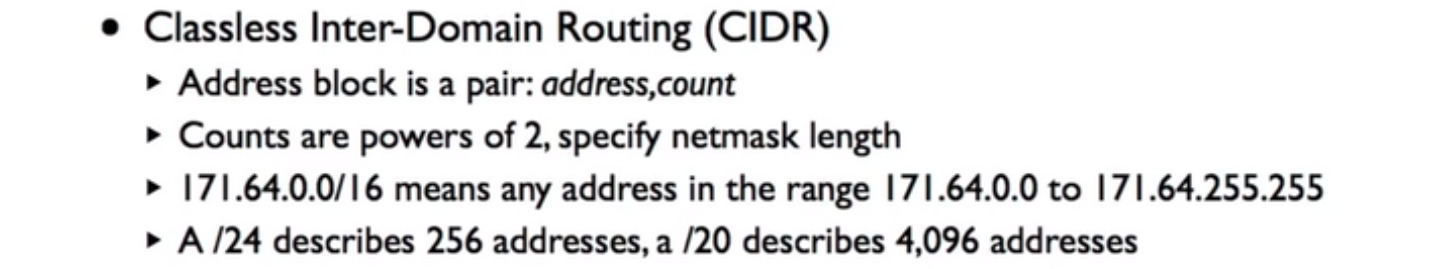 • Classless Inter-Domain Routing (CIDR)
▸ Address block is a pair: address,count
▸ Counts are powers of 2, specify netmask length
▸ 171.64.0.0/16 means any address in the range 171.64.0.0 to 171.64.255.255
▸ A /24 describes 256 addresses, a /20 describes 4,096 addresses